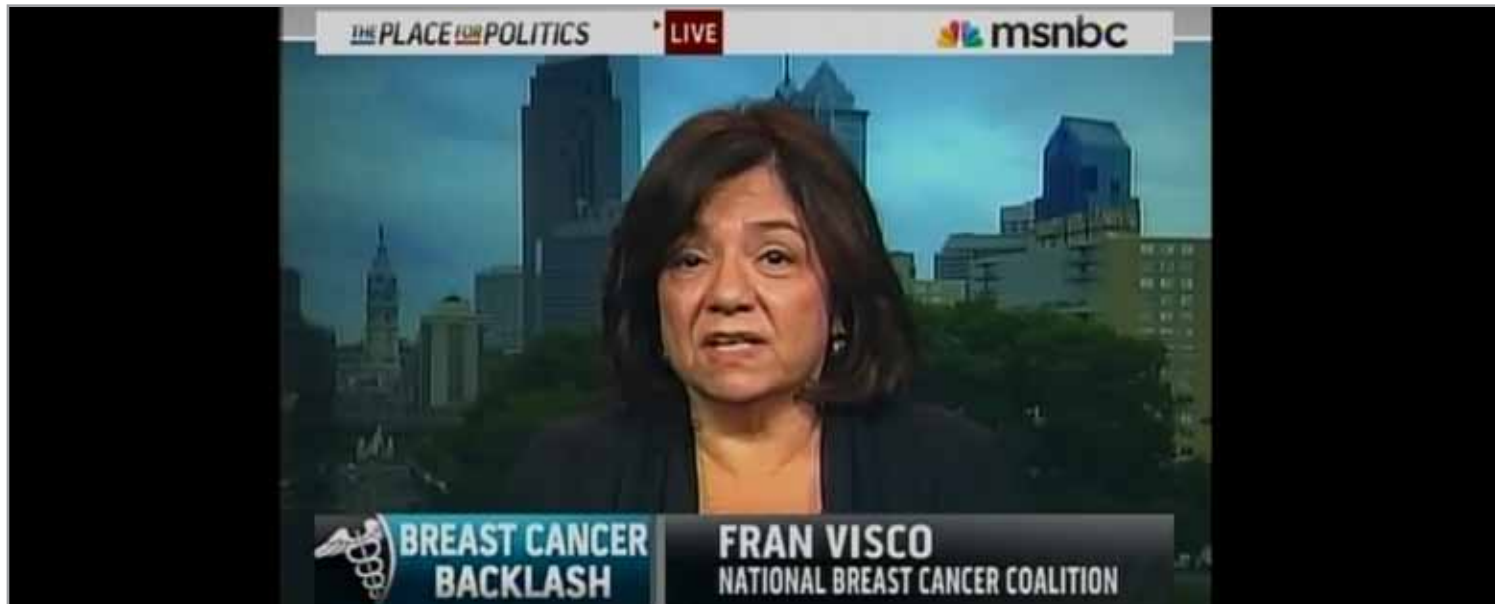 THE PLACE FOR POLITICS LIVE msnbc
BREAST CANCER
BACKLASH
FRAN VISCO
NATIONAL BREAST CANCER COALITION